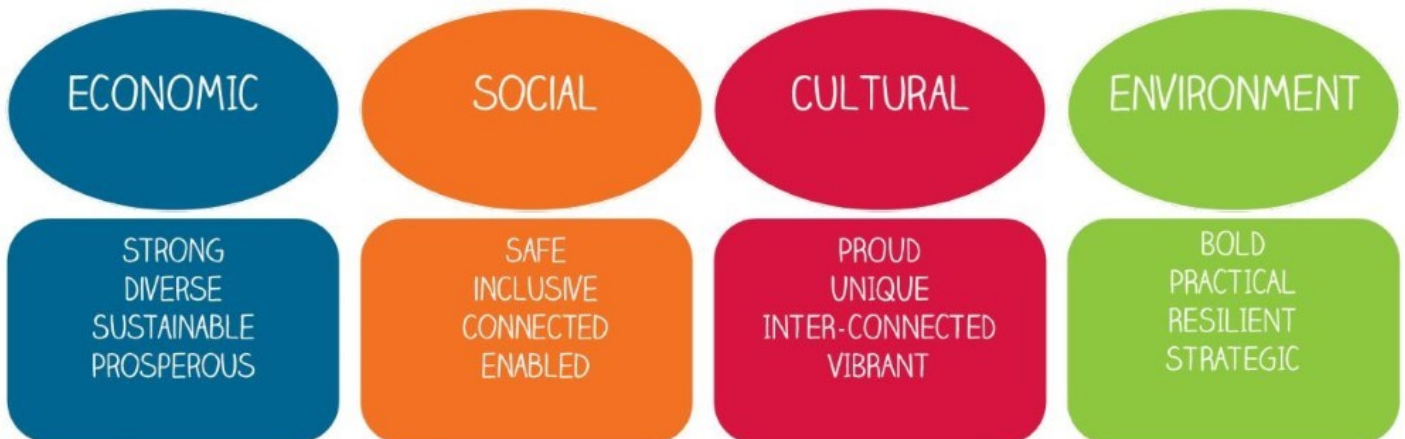 ECONOMIC
STRONG
DIVERSE
SUSTAINABLE
PROSPEROUS
SOCIAL
SAFE
INCLUSIVE
CONNECTED
ENABLED
CULTURAL
PROUD
UNIQUE
INTER-CONNECTED
VIBRANT
ENVIRONMENT
BOLD
PRACTICAL
RESILIENT
STRATEGIC